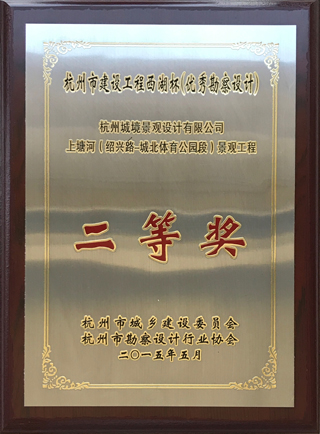 杭州市建设工程西湖杯(优秀勘察设计)
杭州城境景观设计有限公司
上塘河（绍兴路-城北体育公园段）景观工程
二等奖
杭州市城乡建设委员会
杭州市勘察设计行业协会
二〇一五年五月